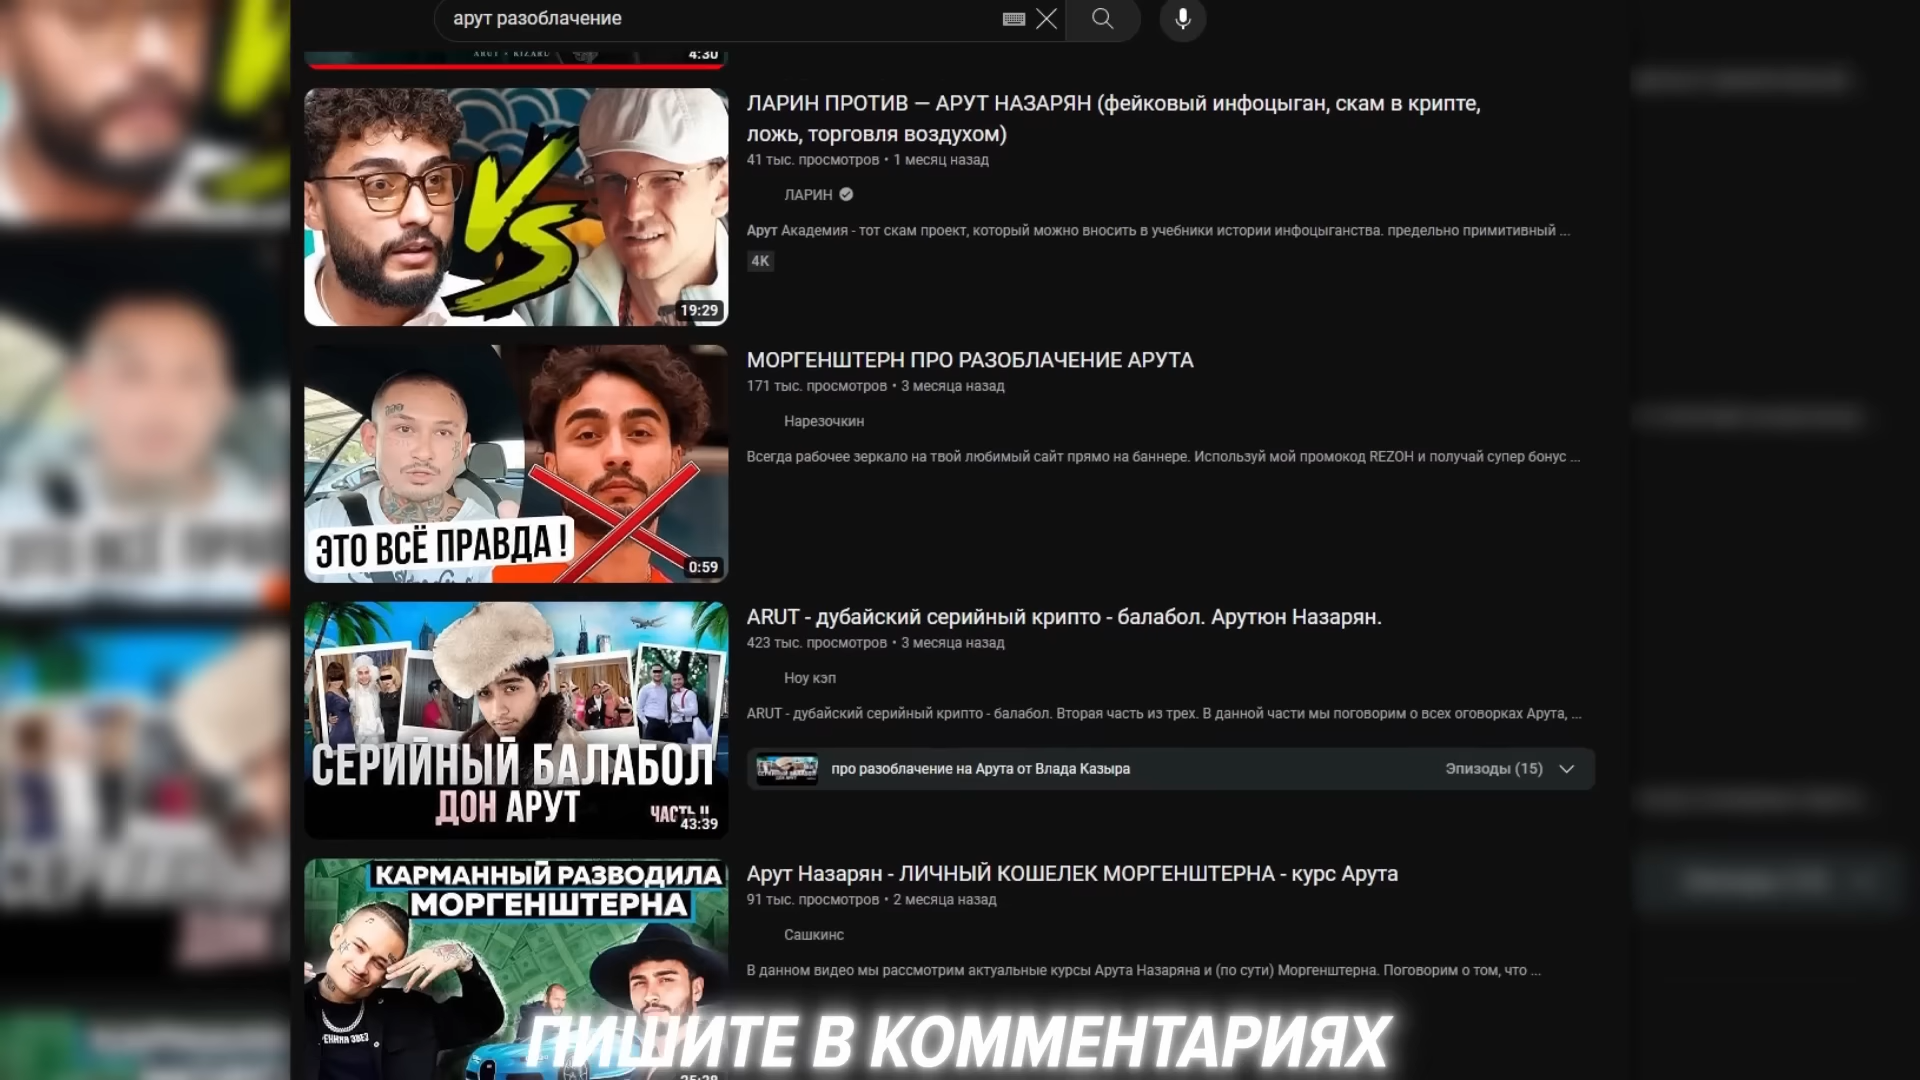 арут разоблачение
ARUT • KIZARU
4:30
ЛАРИН ПРОТИВ — АРУТ НАЗАРЯН (фейковый инфоцыган, скам в крипте,
ложь, торговля воздухом)
41 тыс. просмотров • 1 месяц назад
ЛАРИН
Арут Академия - тот скам проект, который можно вносить в учебники истории инфоцыганства. предельно примитивный ...
4K
VS
19:29
МОРГЕНШТЕРН ПРО РАЗОБЛАЧЕНИЕ АРУТА
171 тыс. просмотров • 3 месяца назад
Нарезочкин
Всегда рабочее зеркало на твой любимый сайт прямо на баннере. Используй мой промокод REZOH и получай супер бонус ...
ЭТО ВСЁ ПРАВДА !
0:59
ARUT - дубайский серийный крипто - балабол. Арутюн Назарян.
423 тыс. просмотров • 3 месяца назад
Ноу кэп
ARUT - дубайский серийный крипто - балабол. Вторая часть из трех. В данной части мы поговорим о всех оговорках Арута, ...
про разоблачение на Арута от Влада Казыра
Эпизоды (15)
СЕРИЙНЫЙ БАЛАБОЛ
ДОН АРУТ
ЧАСТЬ II
43:39
КАРМАННЫЙ РАЗВОДИЛА
МОРГЕНШТЕРНА
Арут Назарян - ЛИЧНЫЙ КОШЕЛЕК МОРГЕНШТЕРНА - курс Арута
91 тыс. просмотров • 2 месяца назад
Сашкинс
В данном видео мы рассмотрим актуальные курсы Арута Назаряна и (по сути) Моргенштерна. Поговорим о том, что ...
ПИШИТЕ В КОММЕНТАРИЯХ